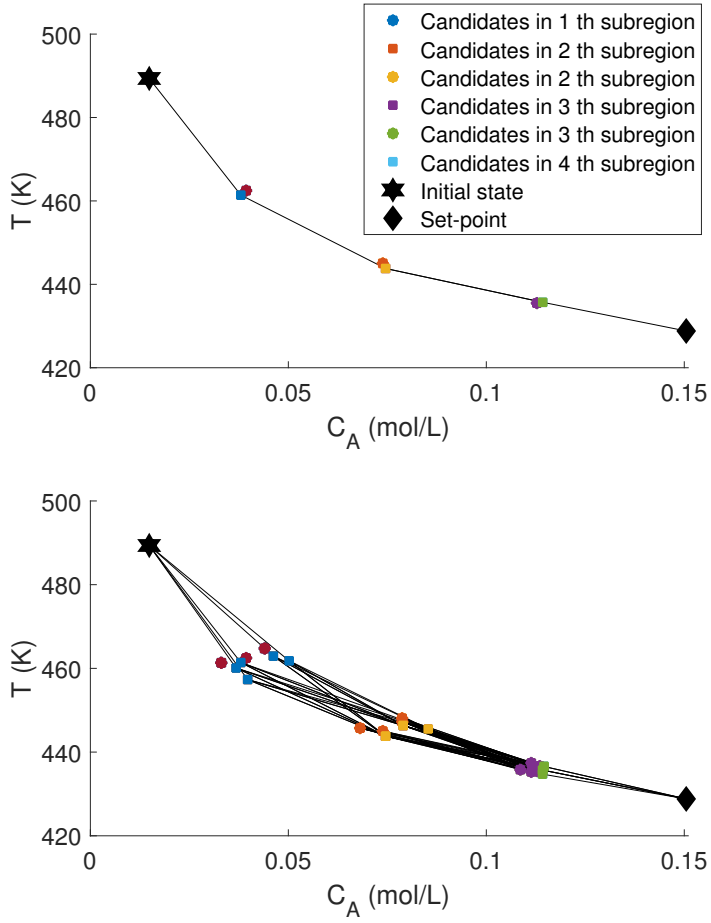 500
480
460
440
420
T (K)
0
0.05
0.1
0.15
C_A (mol/L)
Candidates in 1 th subregion
Candidates in 2 th subregion
Candidates in 2 th subregion
Candidates in 3 th subregion
Candidates in 3 th subregion
Candidates in 4 th subregion
Initial state
Set-point
500
480
460
440
420
T (K)
0
0.05
0.1
0.15
C_A (mol/L)